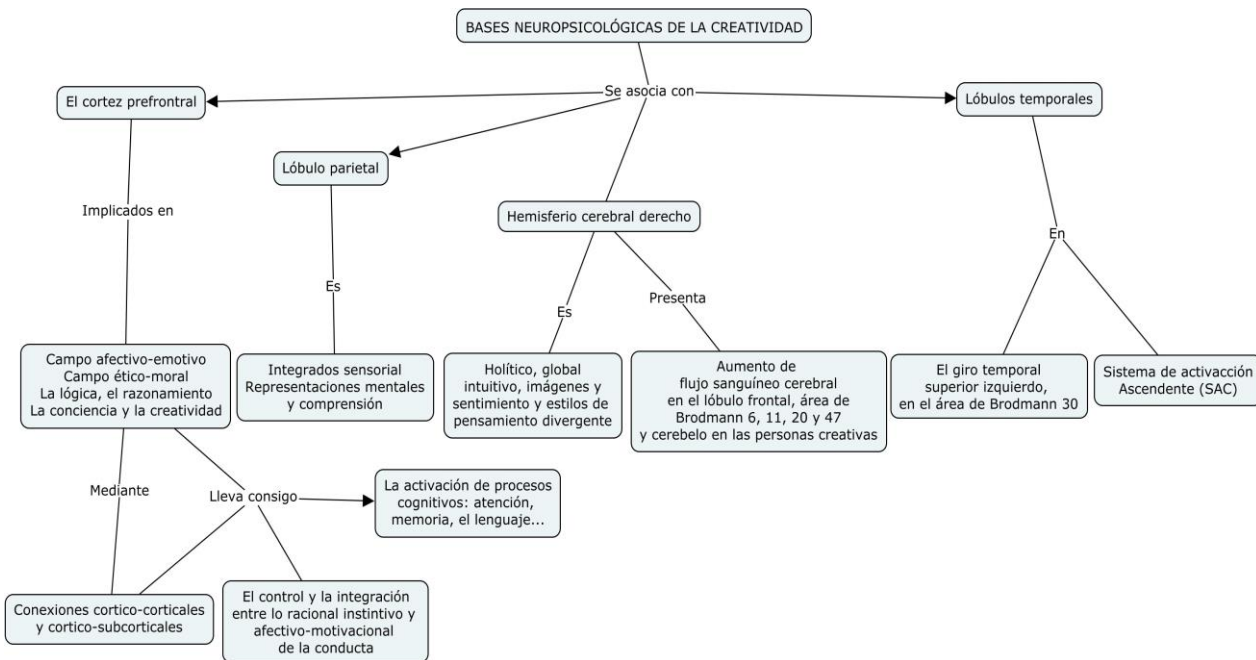 BASES NEUROPSICOLÓGICAS DE LA CREATIVIDAD
Se asocia con
El cortez prefrontal
Lóbulos temporales
Lóbulo parietal
Implicados en
Hemisferio cerebral derecho
En
Es
Es
Presenta
Campo afectivo-emotivo
Campo ético-moral
La lógica, el razonamiento
La conciencia y la creatividad
Integrados sensorial
Representaciones mentales
y comprensión
Holítico, global
intuitivo, imágenes y
sentimiento y estilos de
pensamiento divergente
Aumento de
flujo sanguíneo cerebral
en el lóbulo frontal, área de
Brodmann 6, 11, 20 y 47
y cerebelo en las personas creativas
El giro temporal
superior izquierdo,
en el área de Brodmann 30
Sistema de activacción
Ascendente (SAC)
Mediante
Lleva consigo
La activación de procesos
cognitivos: atención,
memoria, el lenguaje...
Conexiones cortico-corticales
y cortico-subcorticales
El control y la integración
entre lo racional instintivo y
afectivo-motivacional
de la conducta